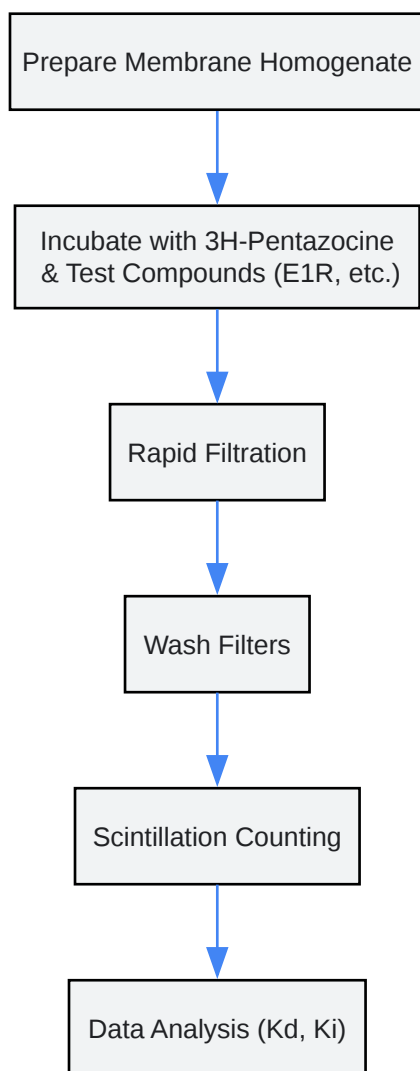 Prepare Membrane Homogenate
Incubate with 3H-Pentazocine
& Test Compounds (E1R, etc.)
Rapid Filtration
Wash Filters
Scintillation Counting
Data Analysis (Kd, Ki)